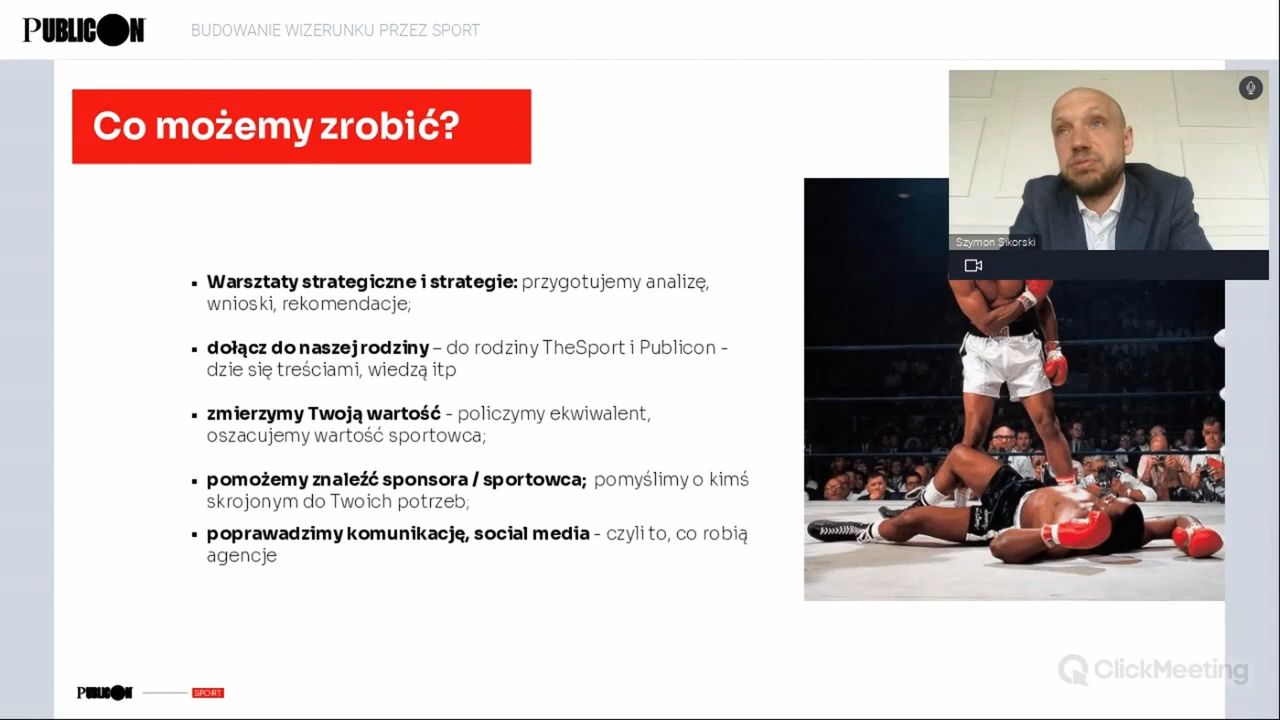 PUBLICON
BUDOWANIE WIZERUNKU PRZEZ SPORT
Co możemy zrobić?
Szymon Sikorski
▪ Warsztaty strategiczne i strategie: przygotujemy analizę,
wnioski, rekomendacje;
▪ dołącz do naszej rodziny – do rodziny TheSport i Publicon -
dzie się treściami, wiedzą itp
▪ zmierzymy Twoją wartość - policzymy ekwiwalent,
oszacujemy wartość sportowca;
▪ pomożemy znaleźć sponsora / sportowca; pomyślimy o kimś
skrojonym do Twoich potrzeb;
▪ poprawadzimy komunikację, social media - czyli to, co robią
agencje
PUBLICON
SPORT
ClickMeeting